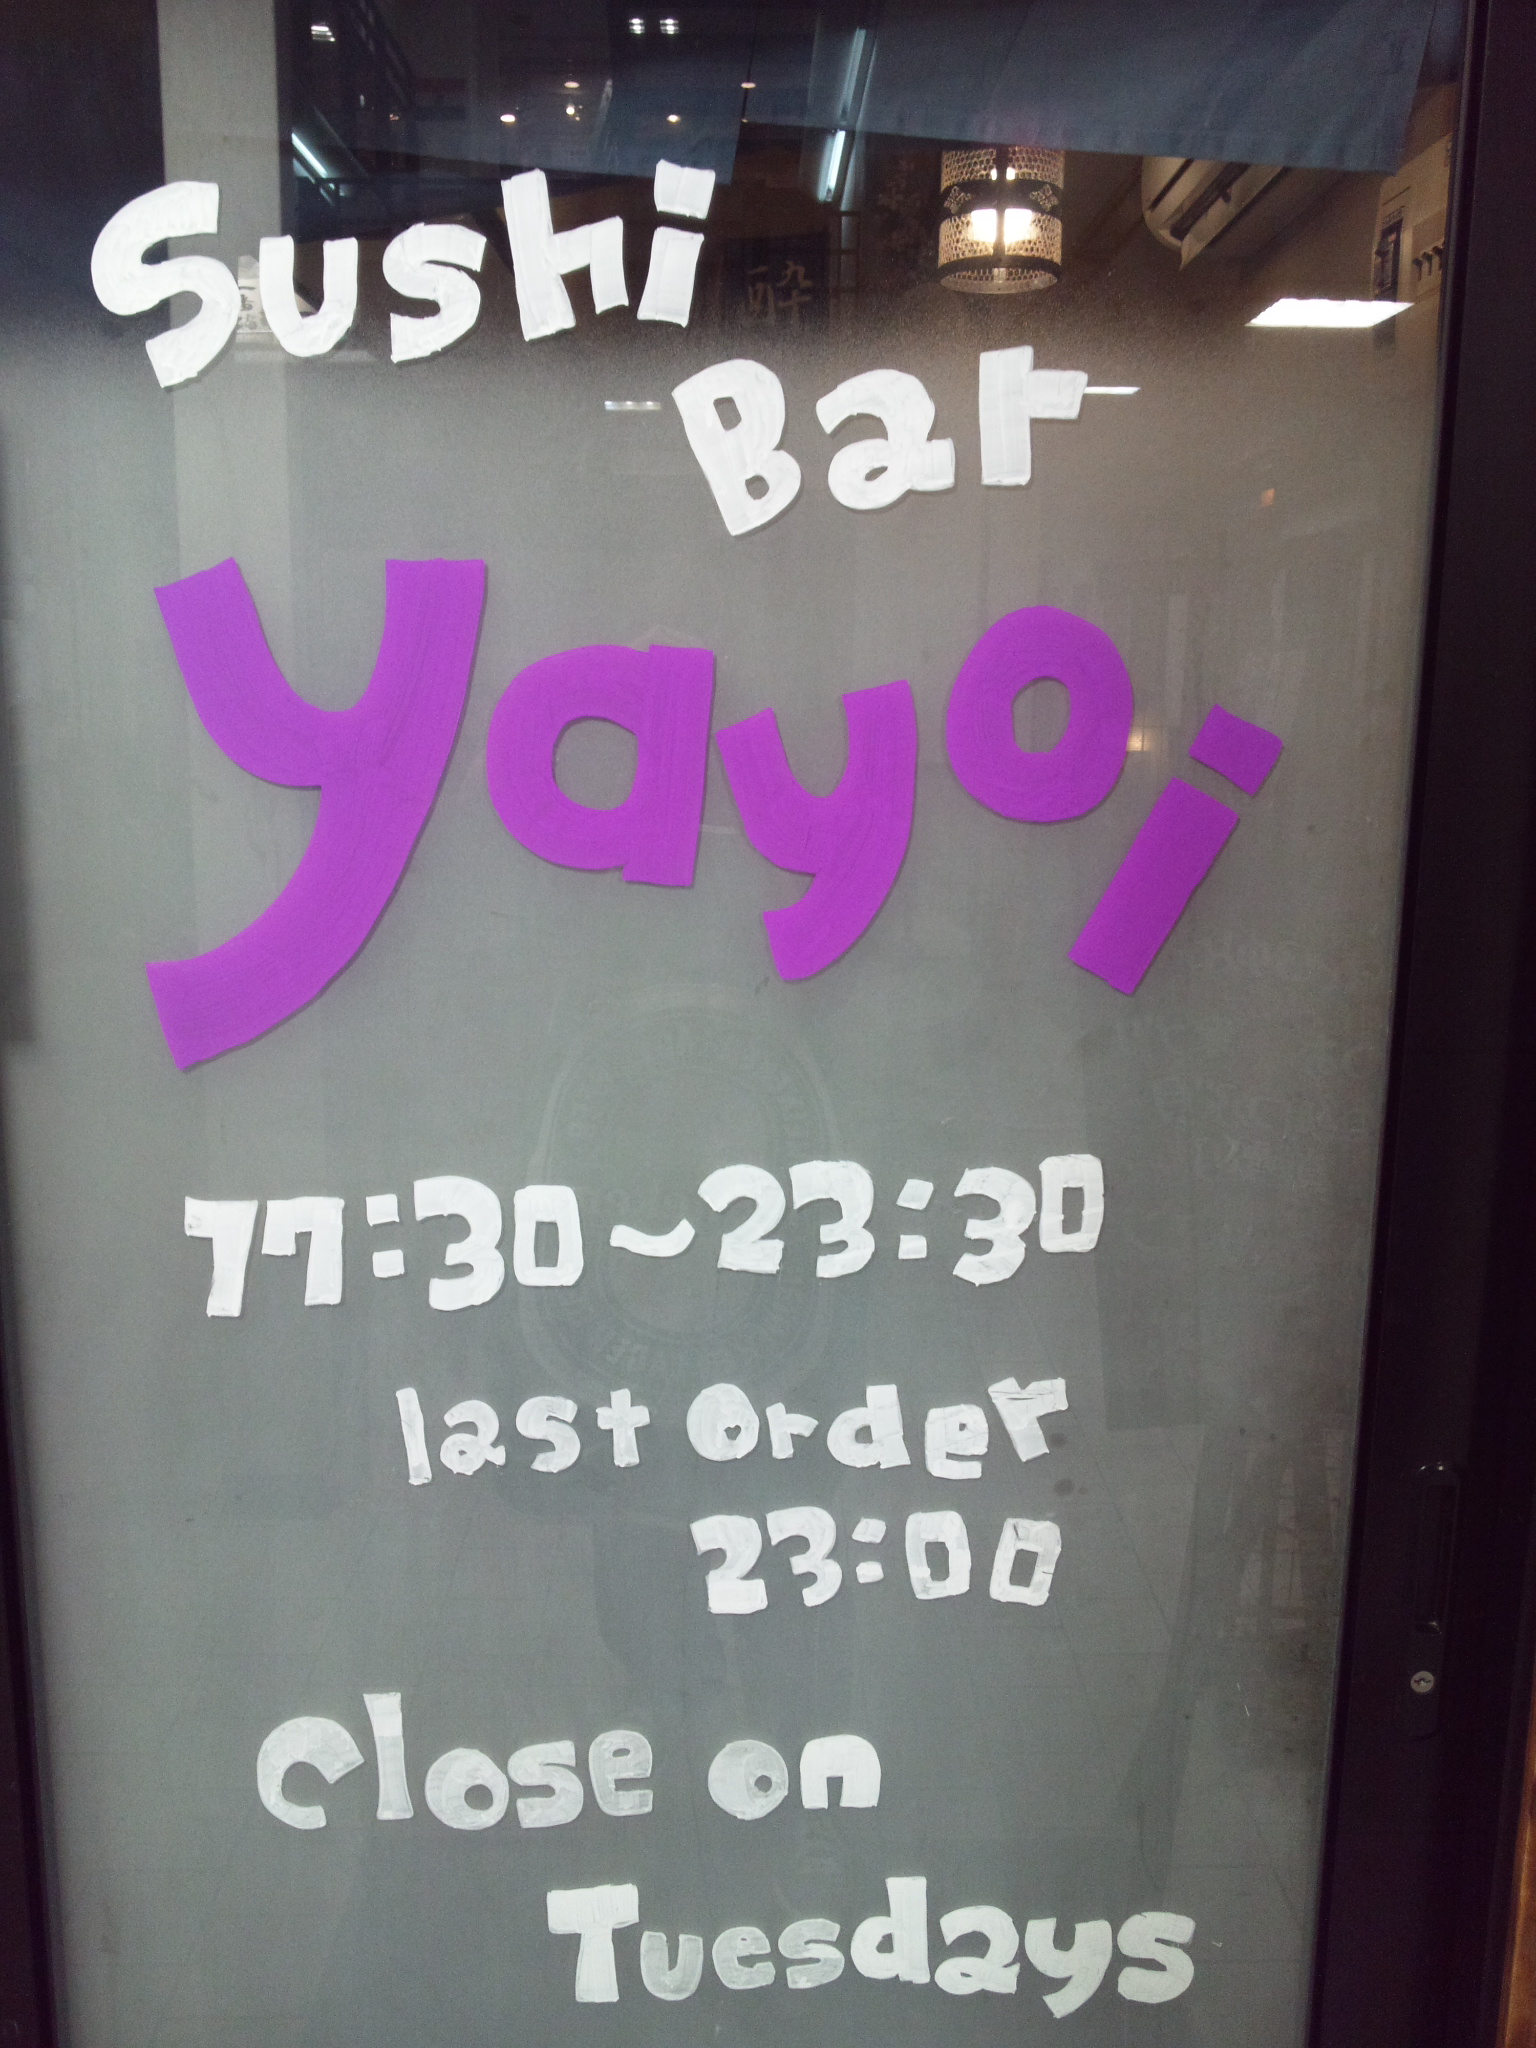 Sushi
Bar
yayoi
17:30~23:30
last order
23:00
Close on
Tuesdays